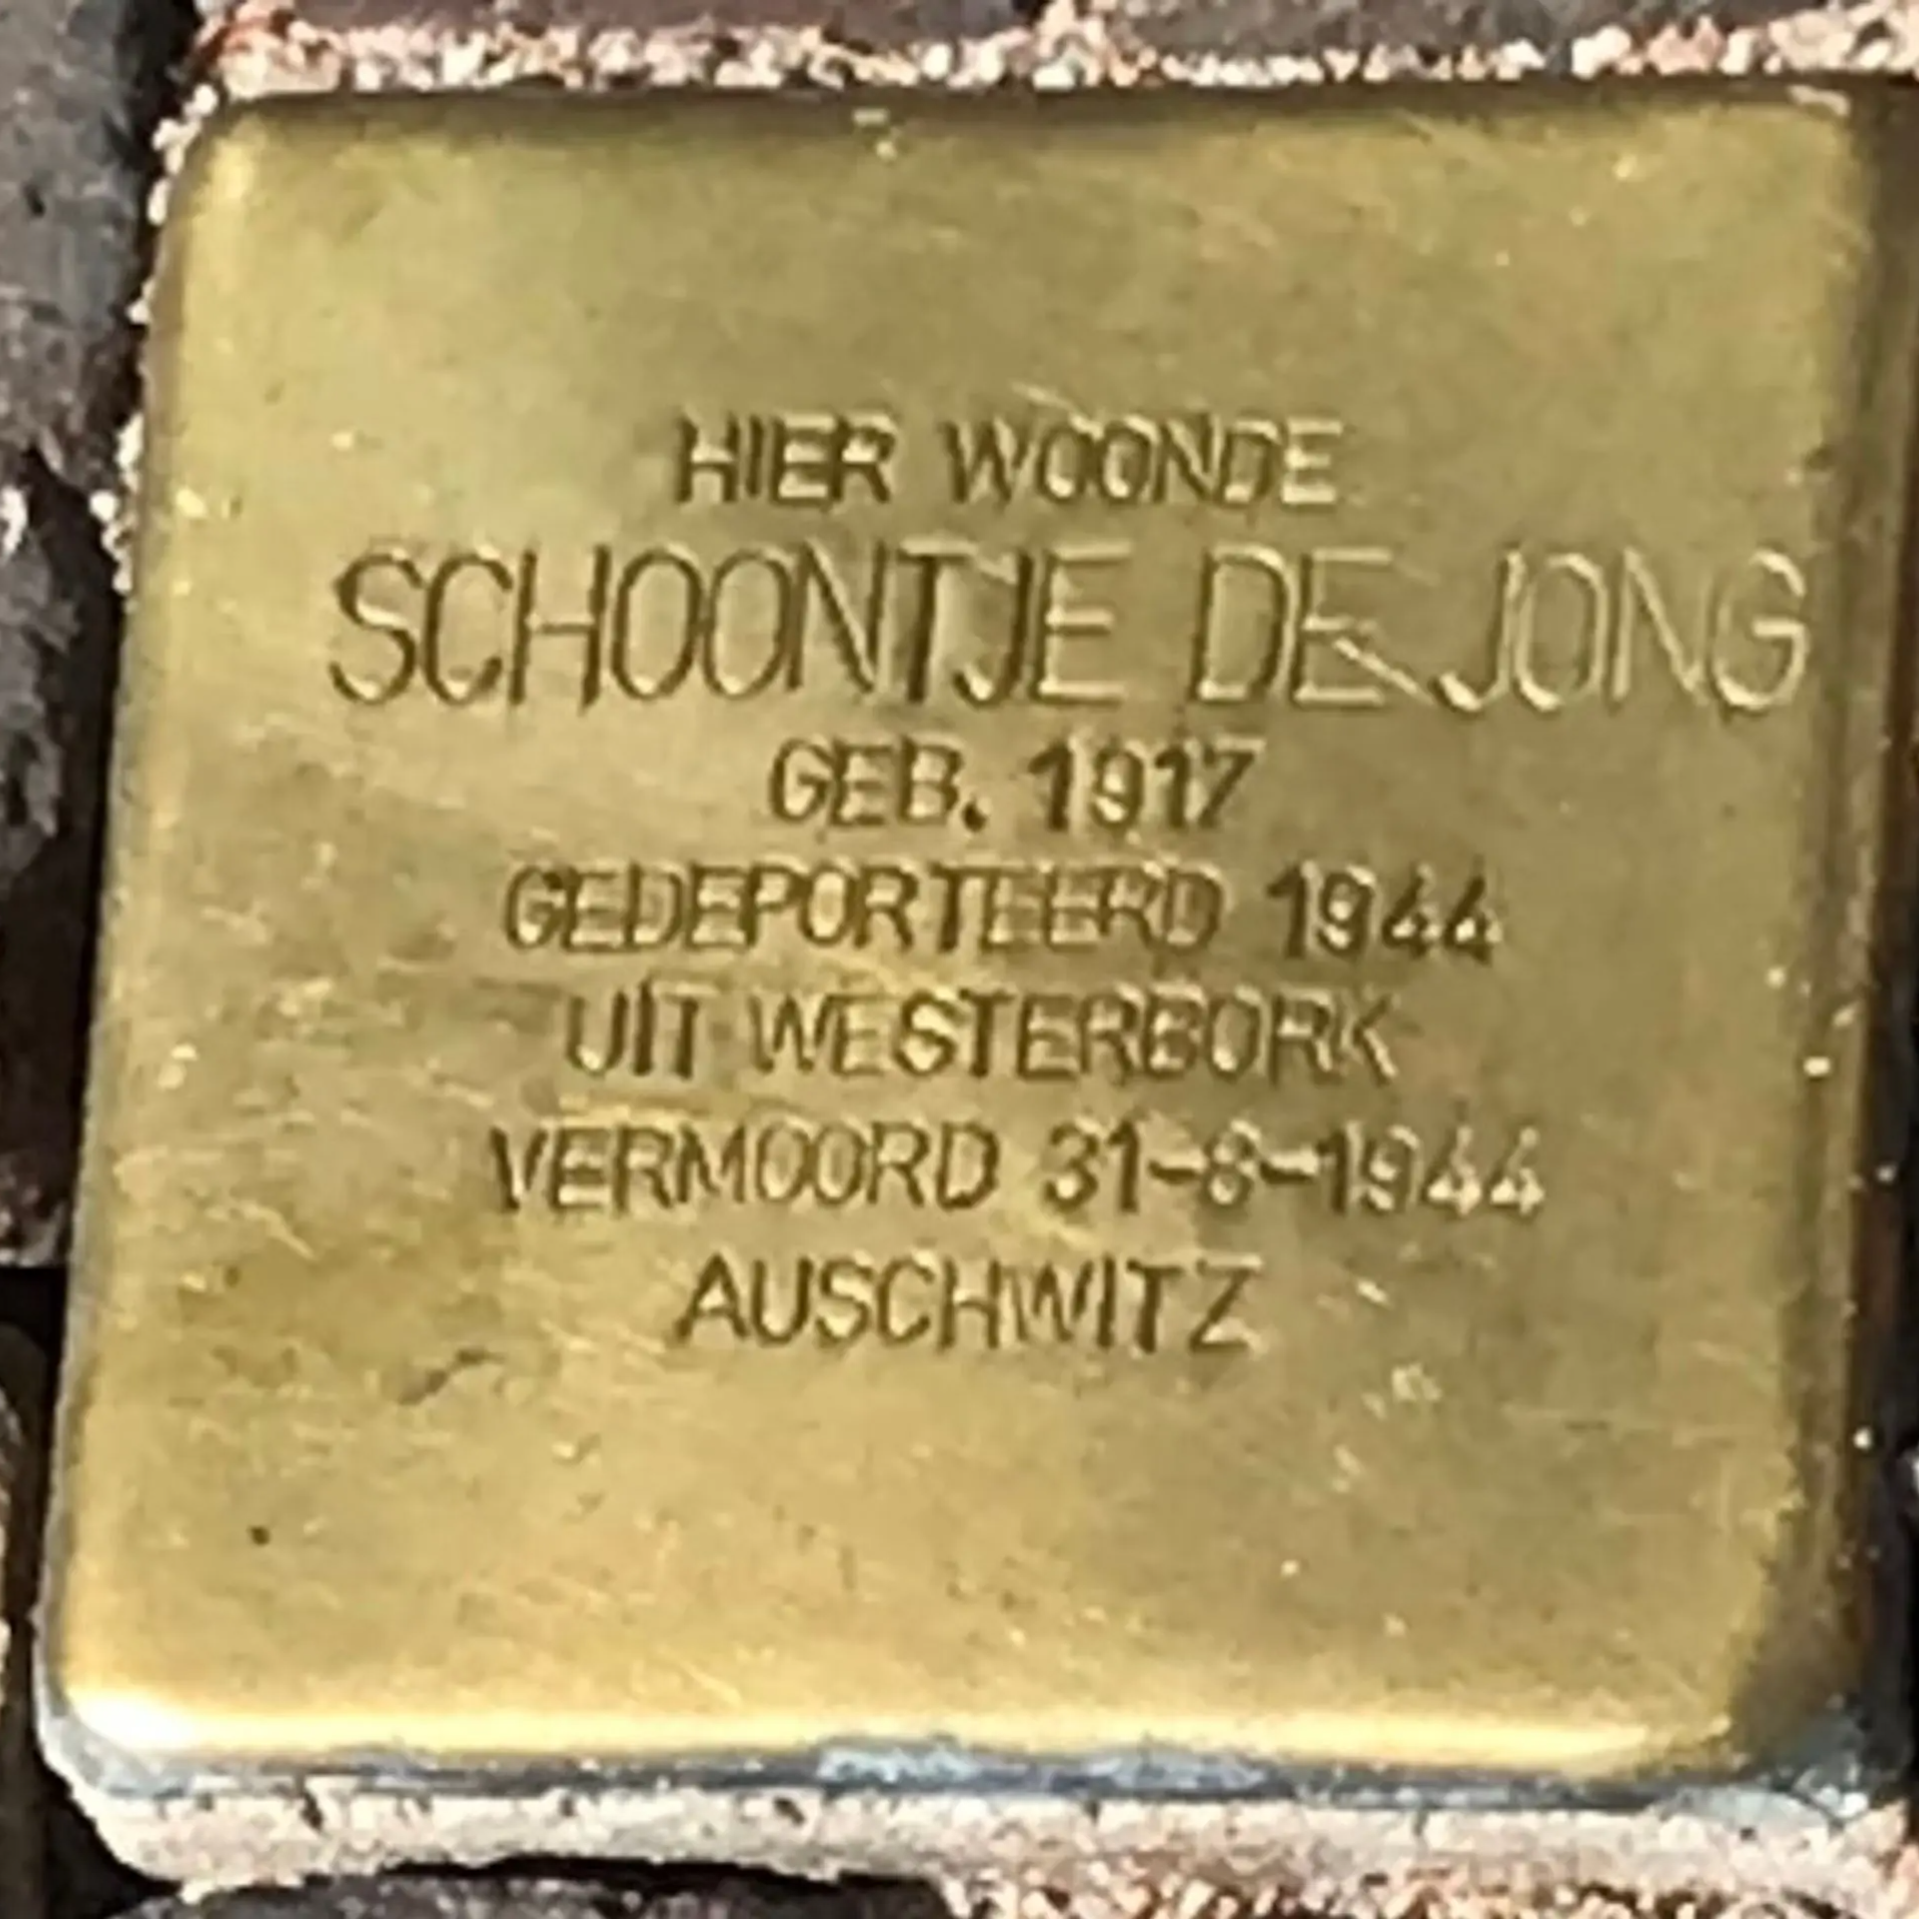 HIER WOONDE
SCHOONTJE DE JONG
GEB. 1917
GEDEPORTEERD 1944
UIT WESTERBORK
VERMOORD 31-8-1944
AUSCHWITZ